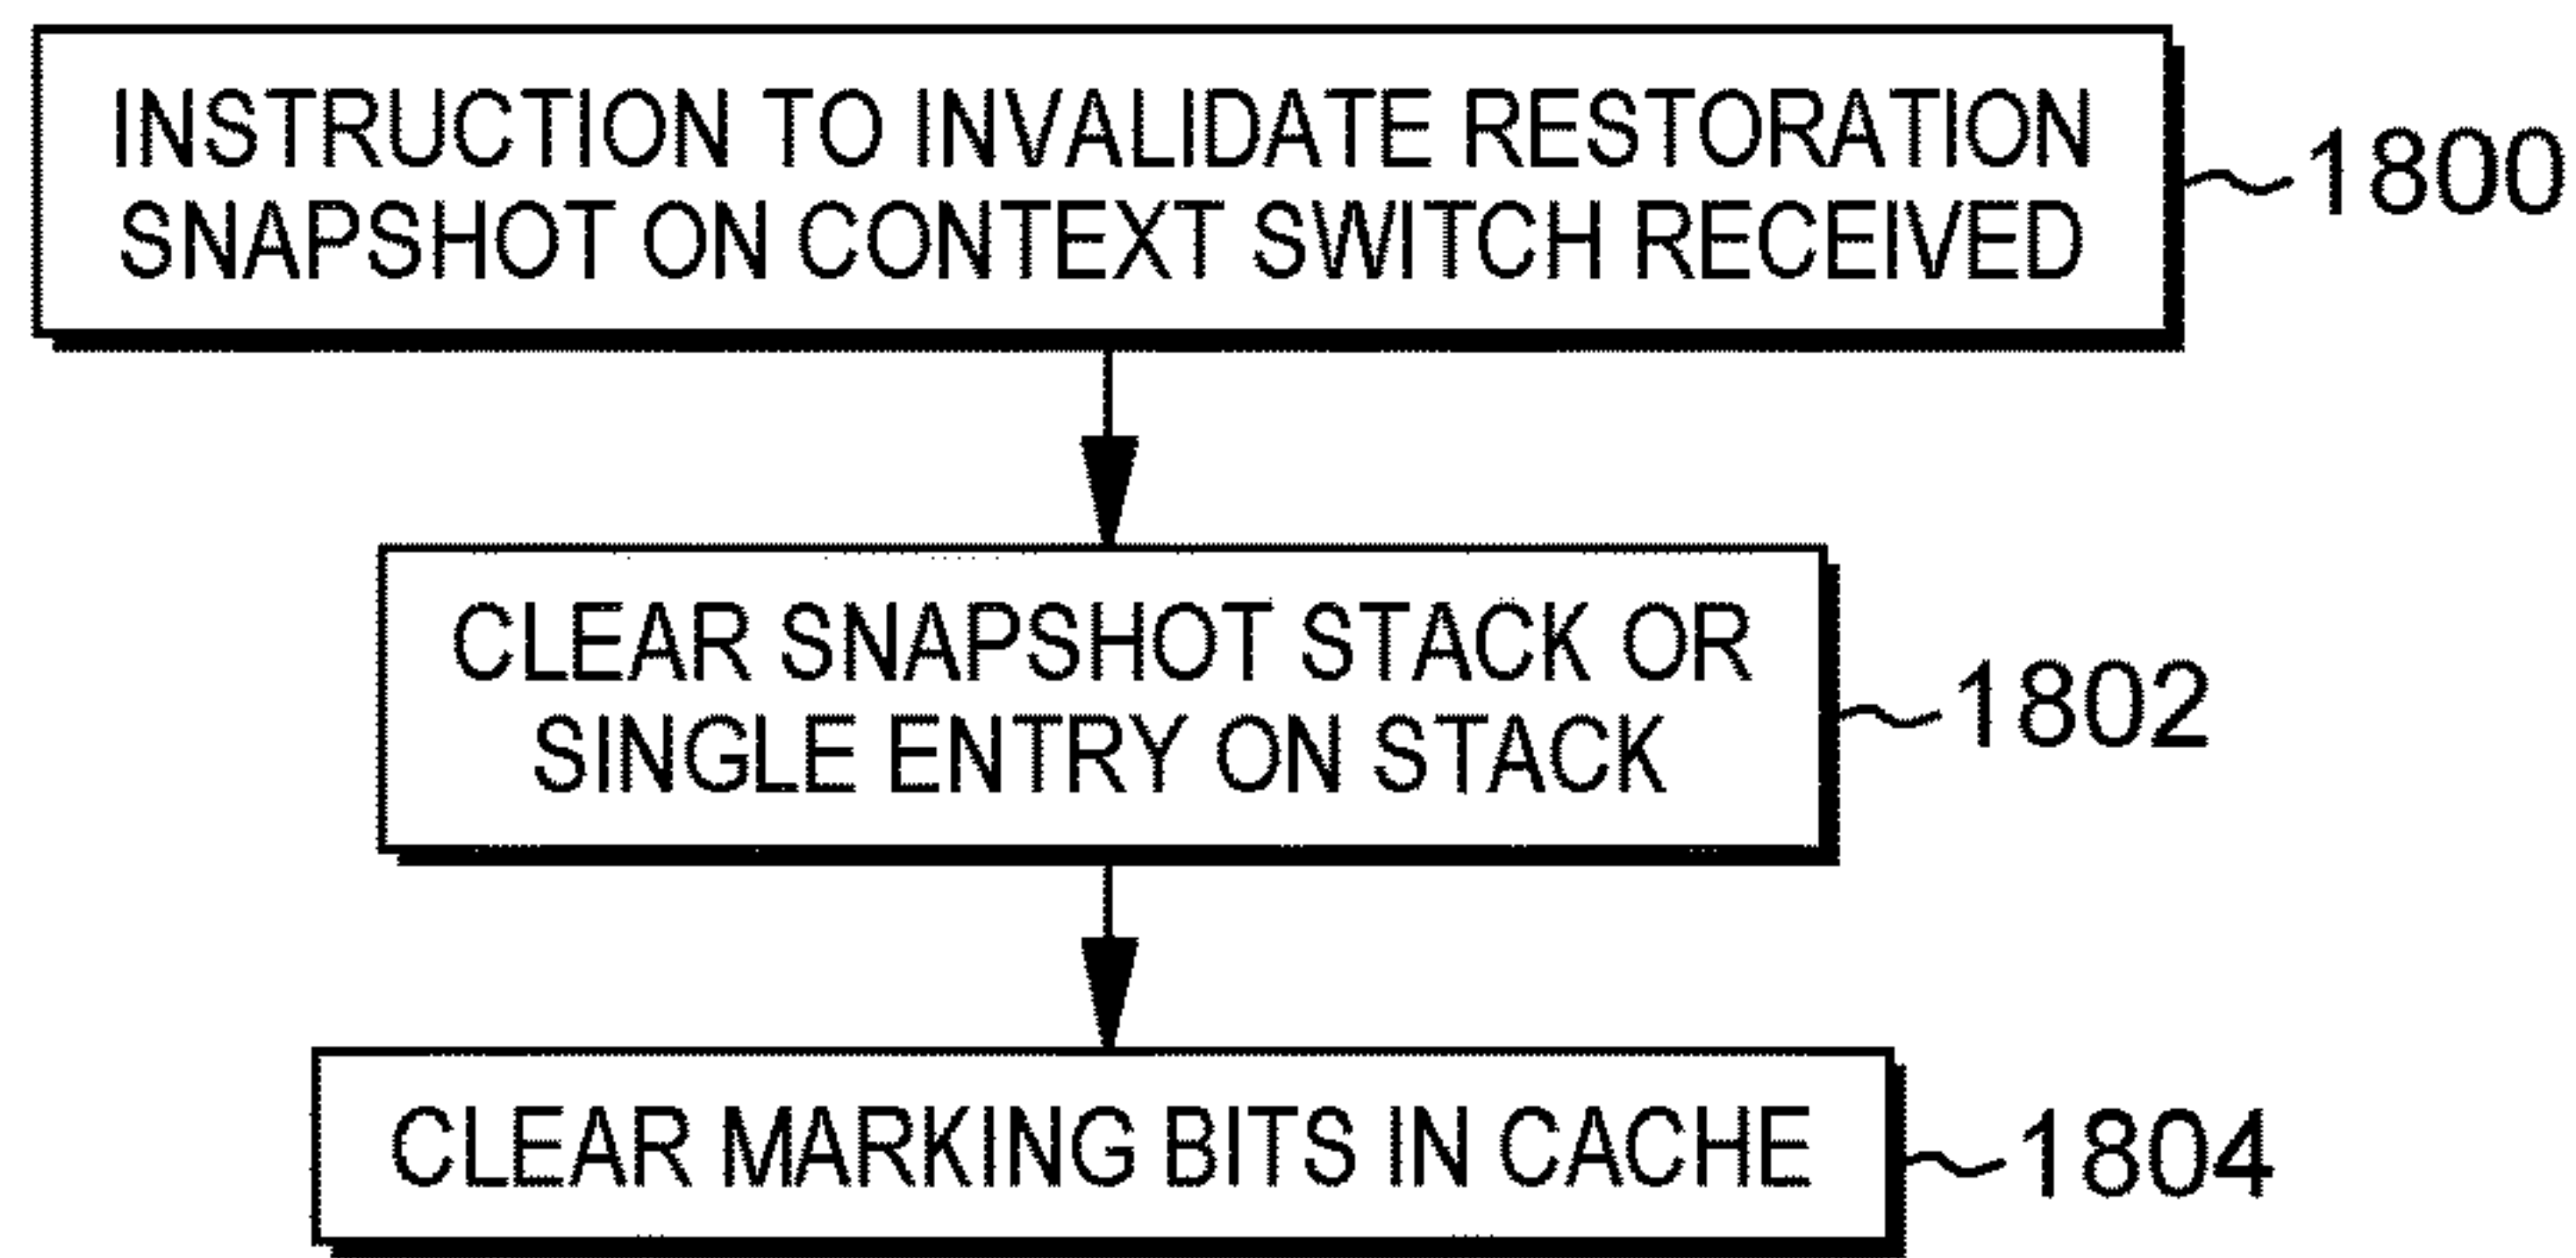 INSTRUCTION TO INVALIDATE RESTORATION
SNAPSHOT ON CONTEXT SWITCH RECEIVED
1800
CLEAR SNAPSHOT STACK OR
SINGLE ENTRY ON STACK
1802
CLEAR MARKING BITS IN CACHE
1804